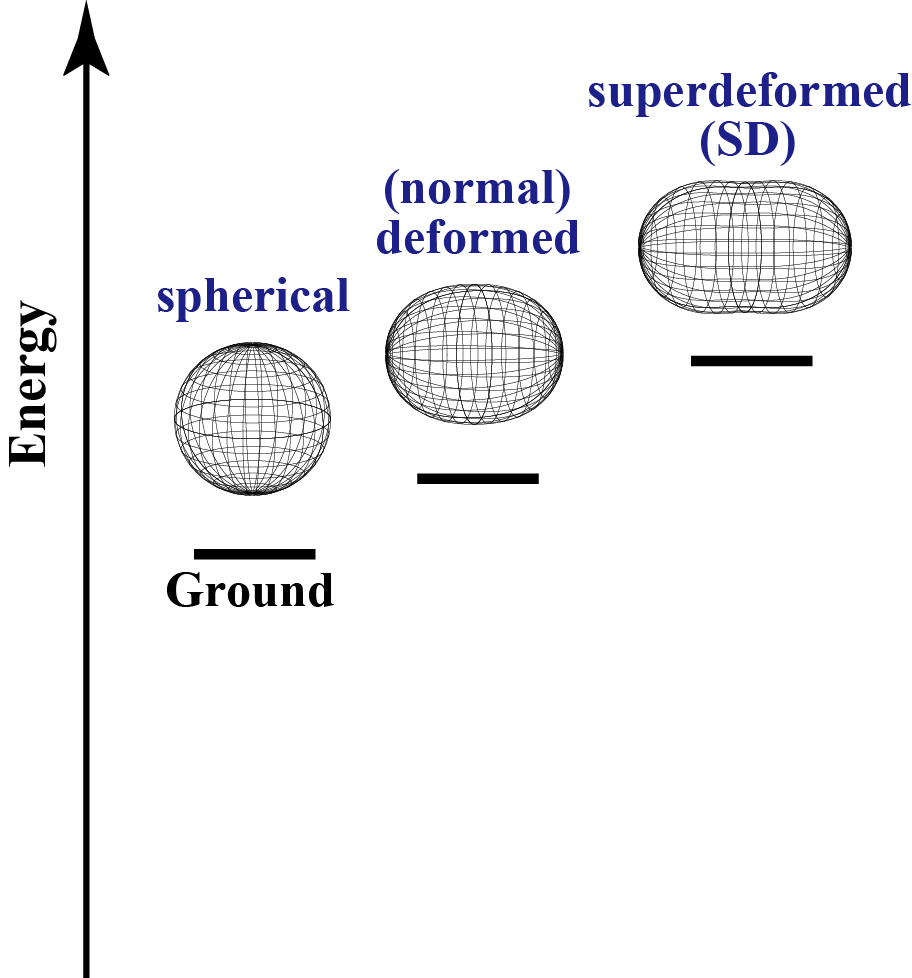 superdeformed
(SD)
(normal)
deformed
spherical
Energy
Ground